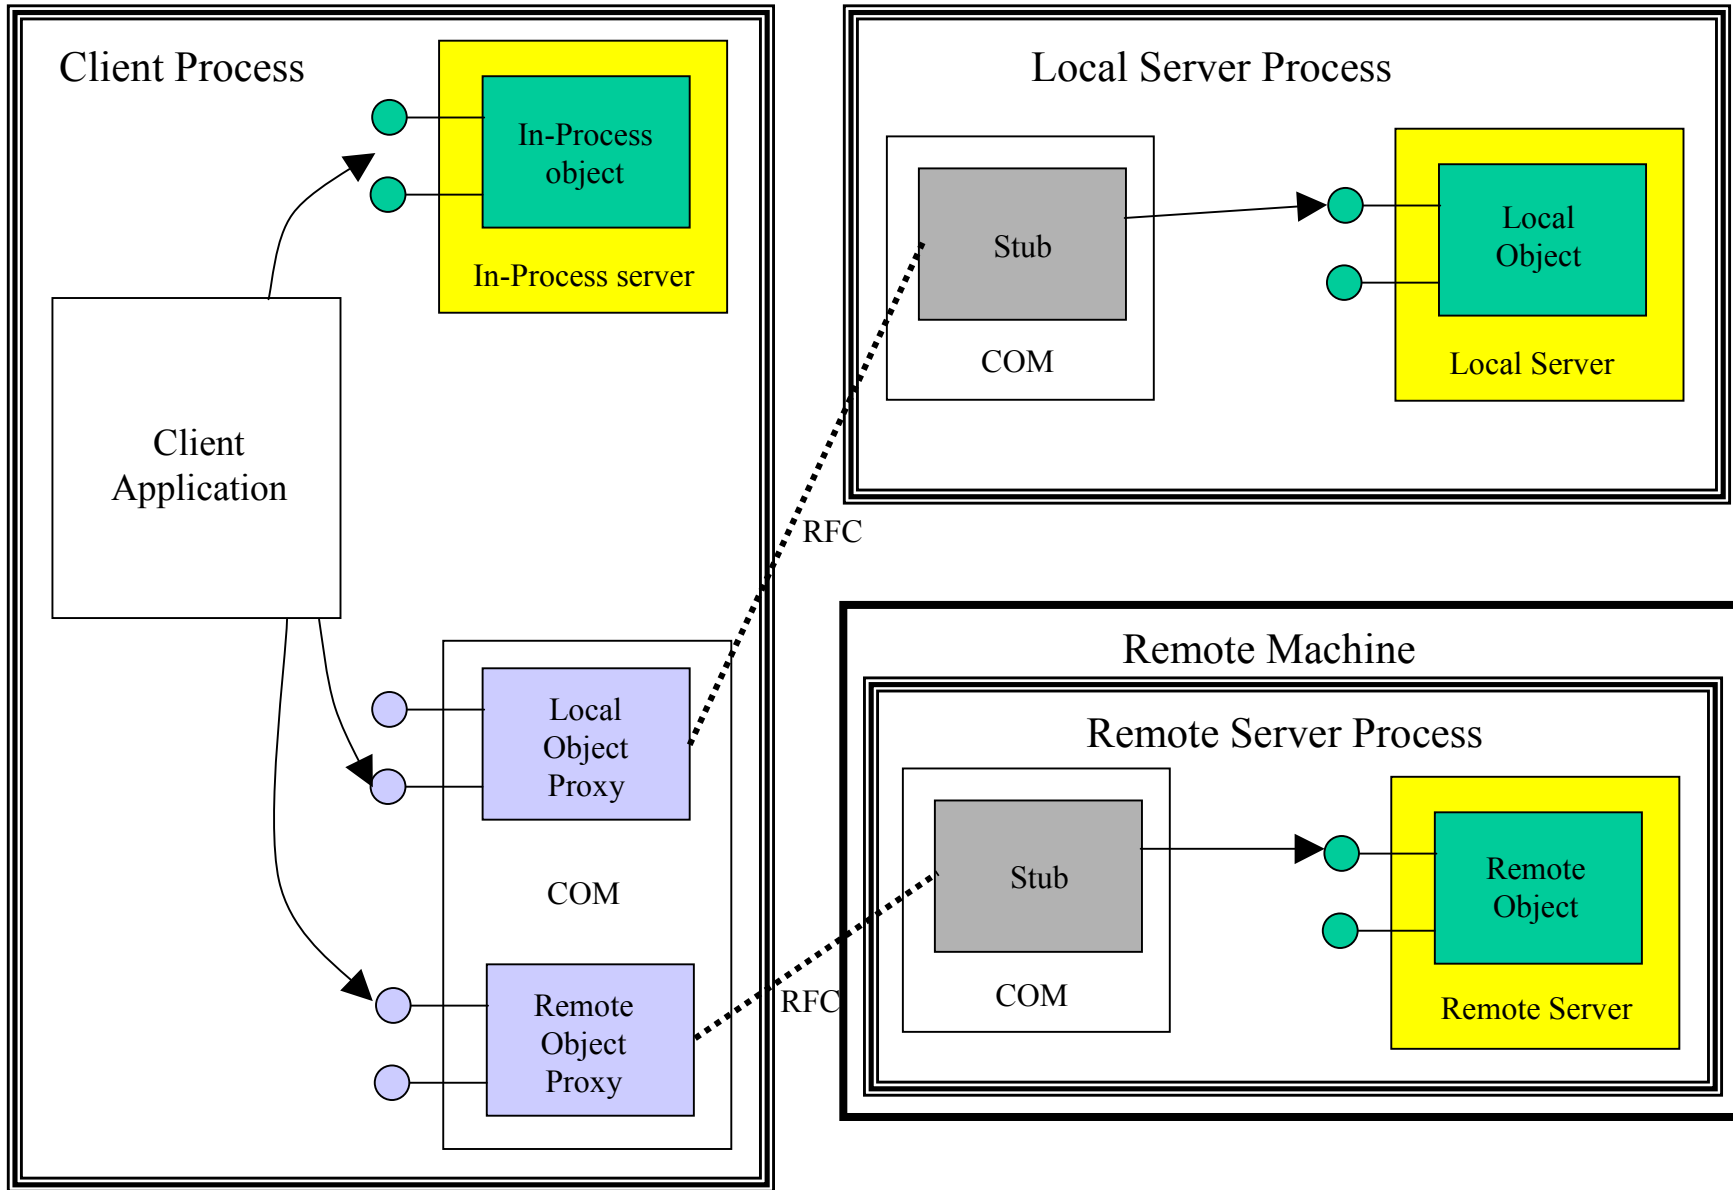 Client Process
In-Process
object
In-Process server
Client
Application
Local
Object
Proxy
COM
Remote
Object
Proxy
RFC
RFC
Local Server Process
Stub
COM
Local
Object
Local Server
Remote Machine
Remote Server Process
Stub
COM
Remote
Object
Remote Server